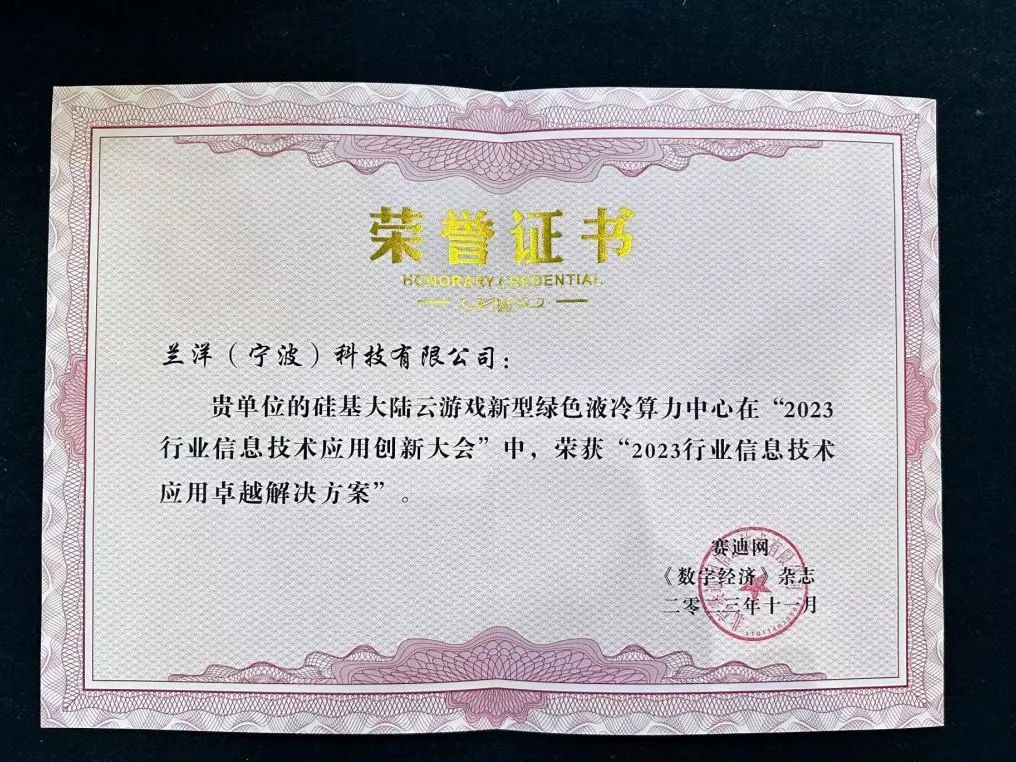 荣誉证书
HONORARY CREDENTIAL
兰洋（宁波）科技有限公司：
贵单位的硅基大陆云游戏新型绿色液冷算力中心在“2023
行业信息技术应用创新大会”中，荣获“2023行业信息技术
应用卓越解决方案”。
赛迪网
《数字经济》杂志
二零二三年十一月